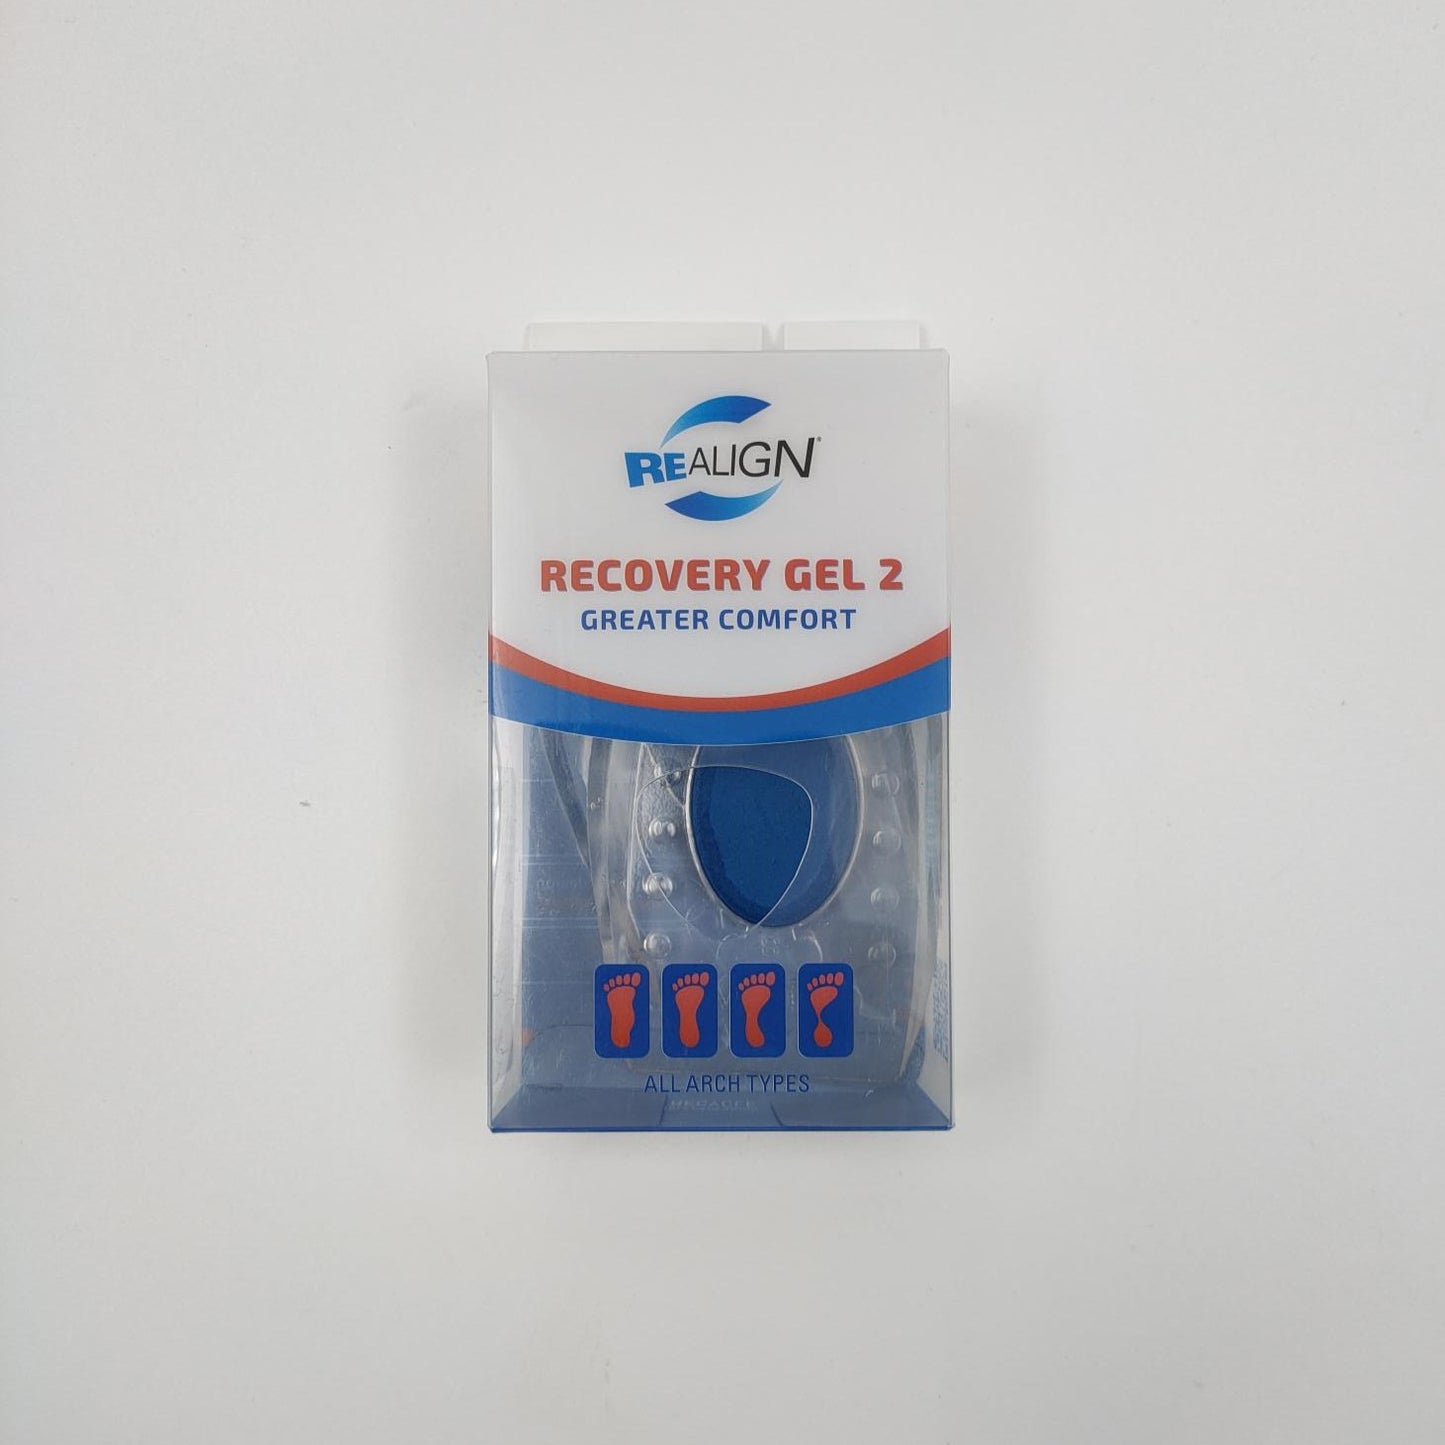 REALIGN®
RECOVERY GEL 2
GREATER COMFORT
ALL ARCH TYPES